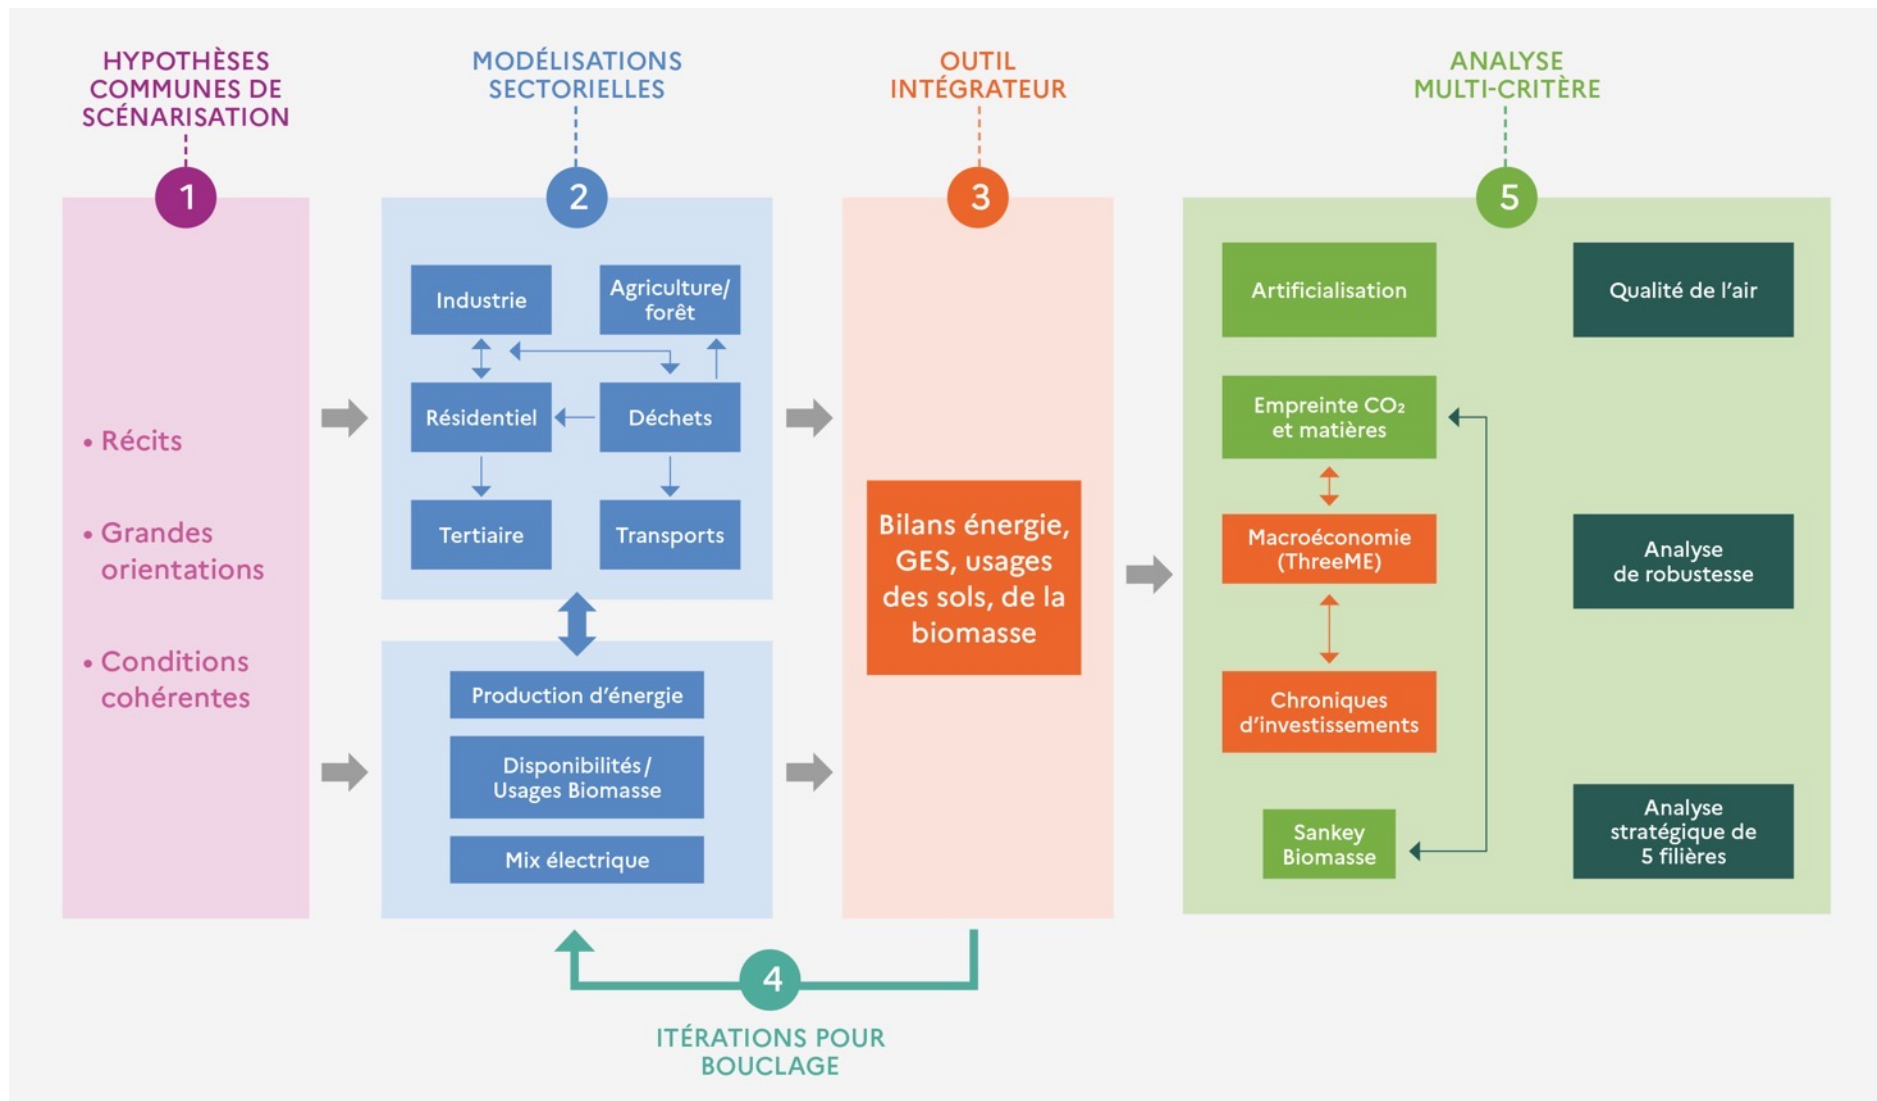 HYPOTHÈSES
COMMUNES DE
SCÉNARISATION
1
• Récits
• Grandes
orientations
• Conditions
cohérentes
MODÉLISATIONS
SECTORIELLES
2
Industrie
Agriculture/
forêt
Résidentiel
Déchets
Tertiaire
Transports
Production d’énergie
Disponibilités/
Usages Biomasse
Mix électrique
OUTIL
INTÉGRATEUR
3
Bilans énergie,
GES, usages
des sols, de la
biomasse
4
ITÉRATIONS POUR
BOUCLAGE
ANALYSE
MULTI-CRITÈRE
5
Artificialisation
Empreinte CO₂
et matières
Macroéconomie
(ThreeME)
Chroniques
d’investissements
Sankey
Biomasse
Qualité de l’air
Analyse
de robustesse
Analyse
stratégique de
5 filières